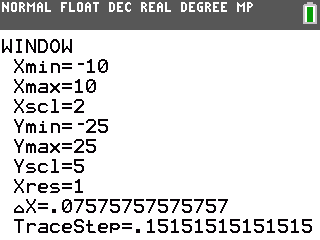 NORMAL FLOAT DEC REAL DEGREE MP
WINDOW
Xmin=-10
Xmax=10
Xscl=2
Ymin=-25
Ymax=25
Yscl=5
Xres=1
△X=.07575757575757
TraceStep=.15151515151515